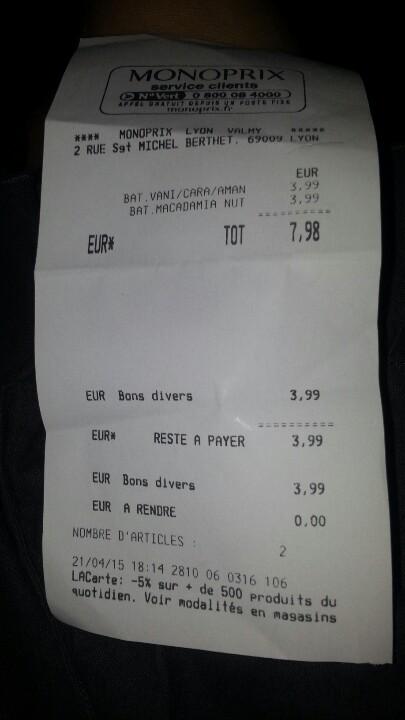 MONOPRIX
service clients
N° Vert 0 800 08 4000
APPEL GRATUIT DEPUIS UN POSTE FIXE
monoprix.fr
**** MONOPRIX LYON VALMY *****
2 RUE Sgt MICHEL BERTHET. 69009 LYON
EUR
BAT.VANI/CARA/AMAN 3.99
BAT.MACADAMIA NUT 3.99
==========
EUR* TOT 7,98
EUR Bons divers 3,99
==========
EUR* RESTE A PAYER 3,99
EUR Bons divers 3,99
EUR A RENDRE 0,00
NOMBRE D'ARTICLES : 2
21/04/15 18:14 2810 06 0316 106
LACarte: -5% sur + de 500 produits du
quotidien. Voir modalités en magasins